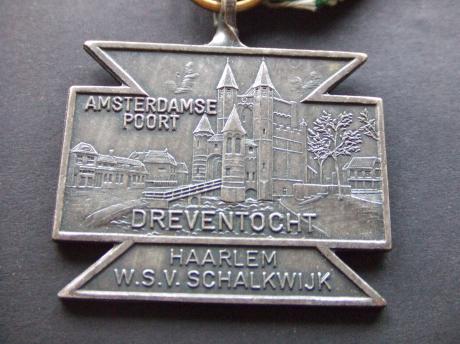 AMSTERDAMSE
POORT
DREVENTOCHT
HAARLEM
W.S.V. SCHALKWIJK